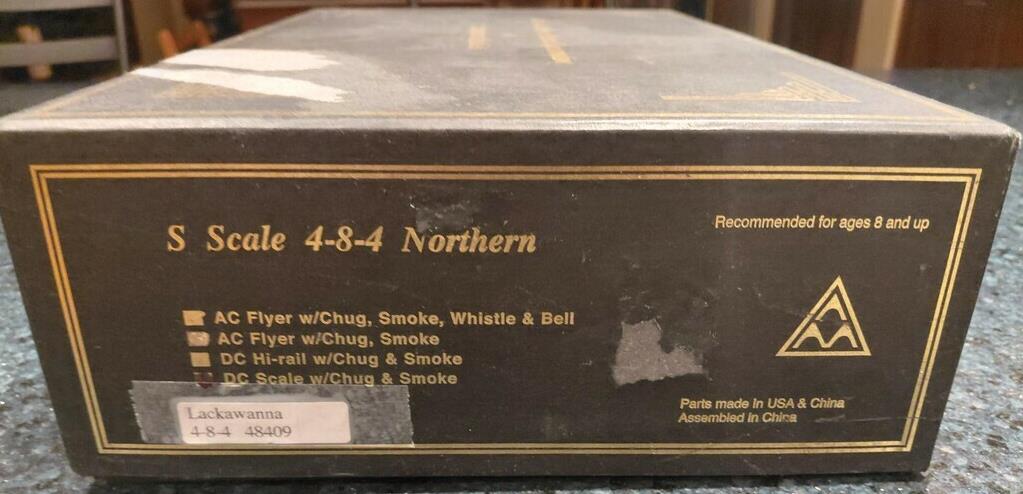 S Scale 4-8-4 Northern
Recommended for ages 8 and up
AC Flyer w/Chug, Smoke, Whistle & Bell
AC Flyer w/Chug, Smoke
DC Hi-rail w/Chug & Smoke
DC Scale w/Chug & Smoke
Lackawanna
4-8-4 48409
Parts made in USA & China
Assembled in China